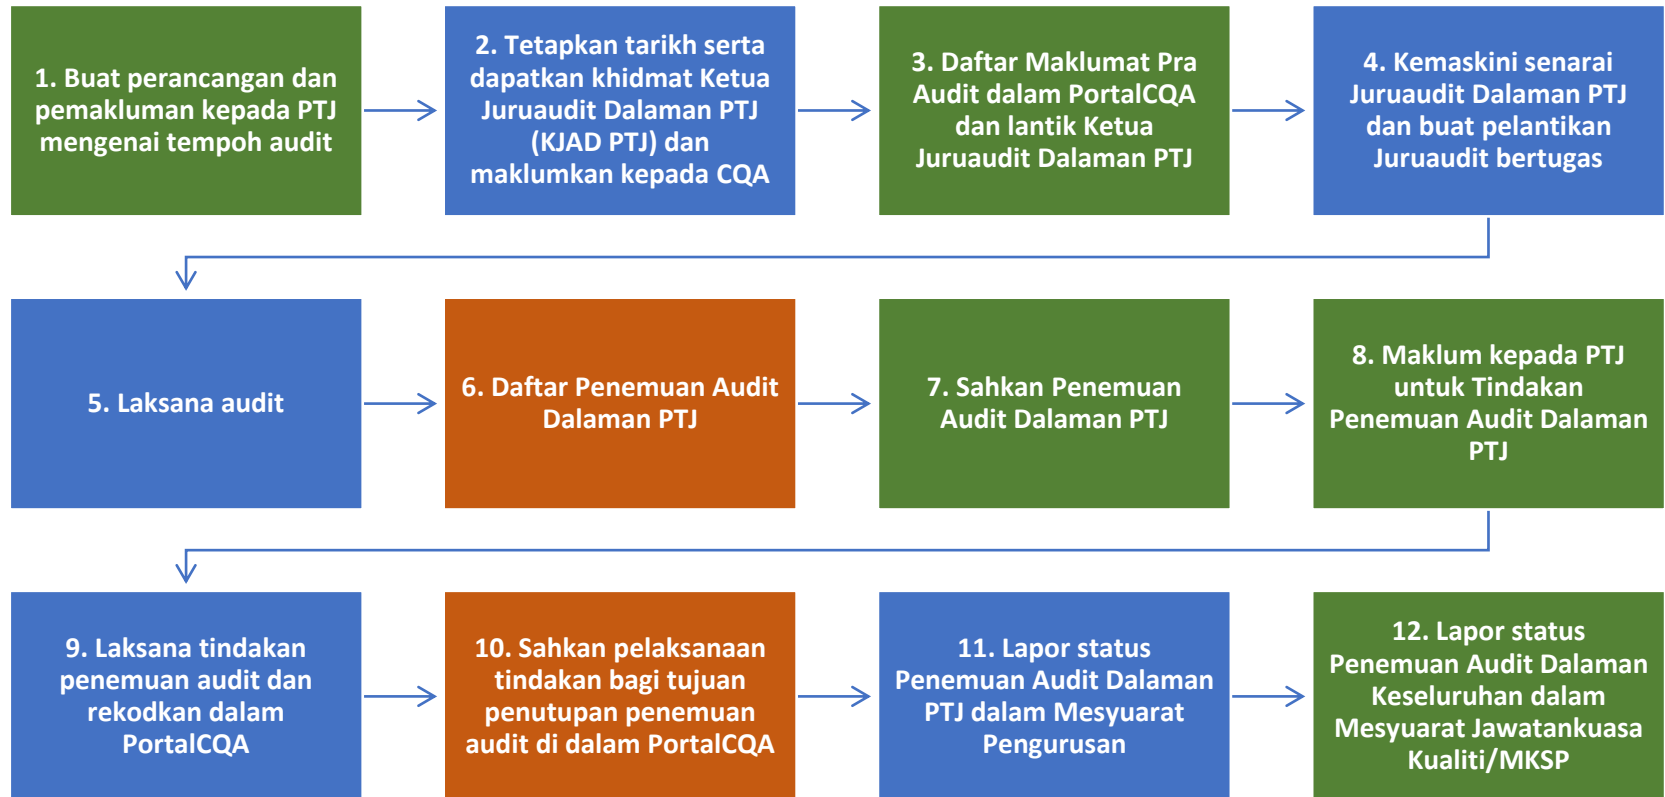 1. Buat perancangan dan
pemakluman kepada PTJ
mengenai tempoh audit
2. Tetapkan tarikh serta
dapatkan khidmat Ketua
Juruaudit Dalaman PTJ
(KJAD PTJ) dan
maklumkan kepada CQA
3. Daftar Maklumat Pra
Audit dalam PortalCQA
dan lantik Ketua
Juruaudit Dalaman PTJ
4. Kemaskini senarai
Juruaudit Dalaman PTJ
dan buat pelantikan
Juruaudit bertugas
5. Laksana audit
6. Daftar Penemuan Audit
Dalaman PTJ
7. Sahkan Penemuan
Audit Dalaman PTJ
8. Maklum kepada PTJ
untuk Tindakan
Penemuan Audit Dalaman
PTJ
9. Laksana tindakan
penemuan audit dan
rekodkan dalam
PortalCQA
10. Sahkan pelaksanaan
tindakan bagi tujuan
penutupan penemuan
audit di dalam PortalCQA
11. Lapor status
Penemuan Audit Dalaman
PTJ dalam Mesyuarat
Pengurusan
12. Lapor status
Penemuan Audit Dalaman
Keseluruhan dalam
Mesyuarat Jawatankuasa
Kualiti/MKSP